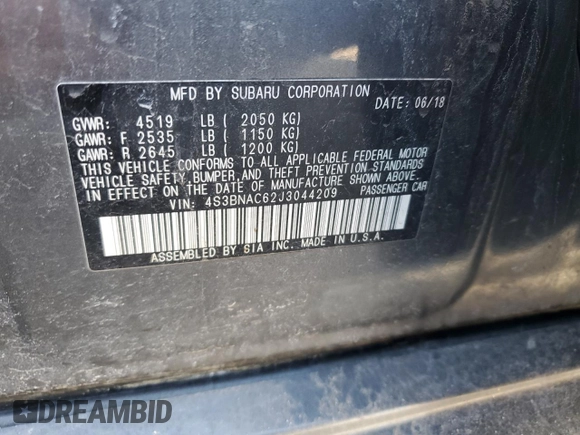 MFD BY SUBARU CORPORATION
DATE: 06/18
GVWR: 4519 LB ( 2050 KG)
GAWR: F 2535 LB ( 1150 KG)
GAWR: R 2645 LB ( 1200 KG)
THIS VEHICLE CONFORMS TO ALL APPLICABLE FEDERAL MOTOR
VEHICLE SAFETY, BUMPER, AND THEFT PREVENTION STANDARDS
IN EFFECT ON THE DATE OF MANUFACTURE SHOWN ABOVE.
VIN: 4S3BNAC62J3044209 PASSENGER CAR
ASSEMBLED BY SIA INC. MADE IN U.S.A.
DREAMBID